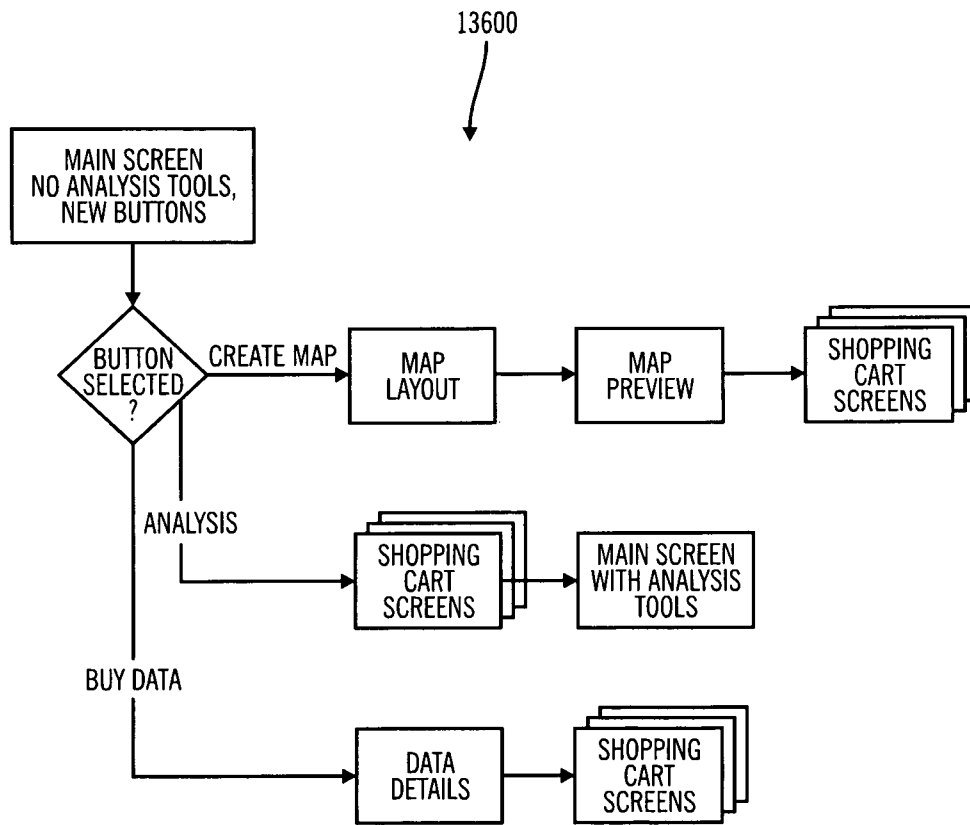 13600
MAIN SCREEN
NO ANALYSIS TOOLS,
NEW BUTTONS
BUTTON
SELECTED
?
CREATE MAP
MAP
LAYOUT
MAP
PREVIEW
SHOPPING
CART
SCREENS
ANALYSIS
SHOPPING
CART
SCREENS
MAIN SCREEN
WITH ANALYSIS
TOOLS
BUY DATA
DATA
DETAILS
SHOPPING
CART
SCREENS